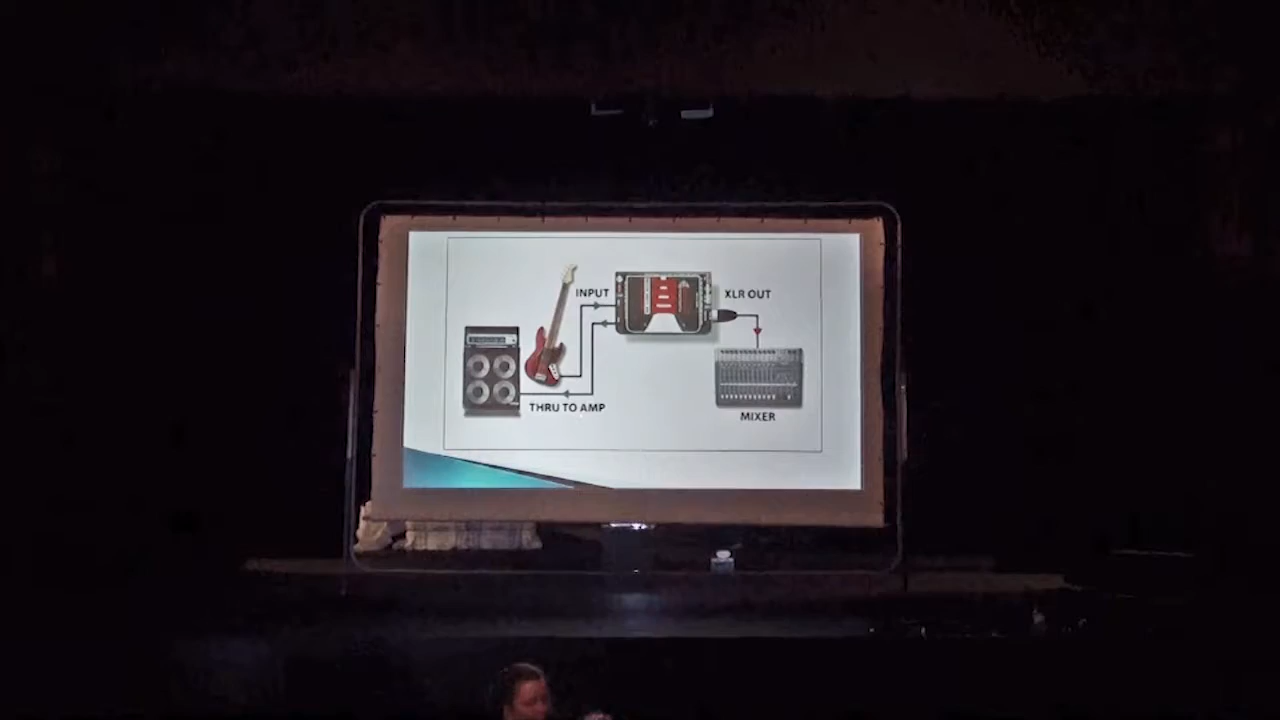 INPUT
XLR OUT
THRU TO AMP
MIXER